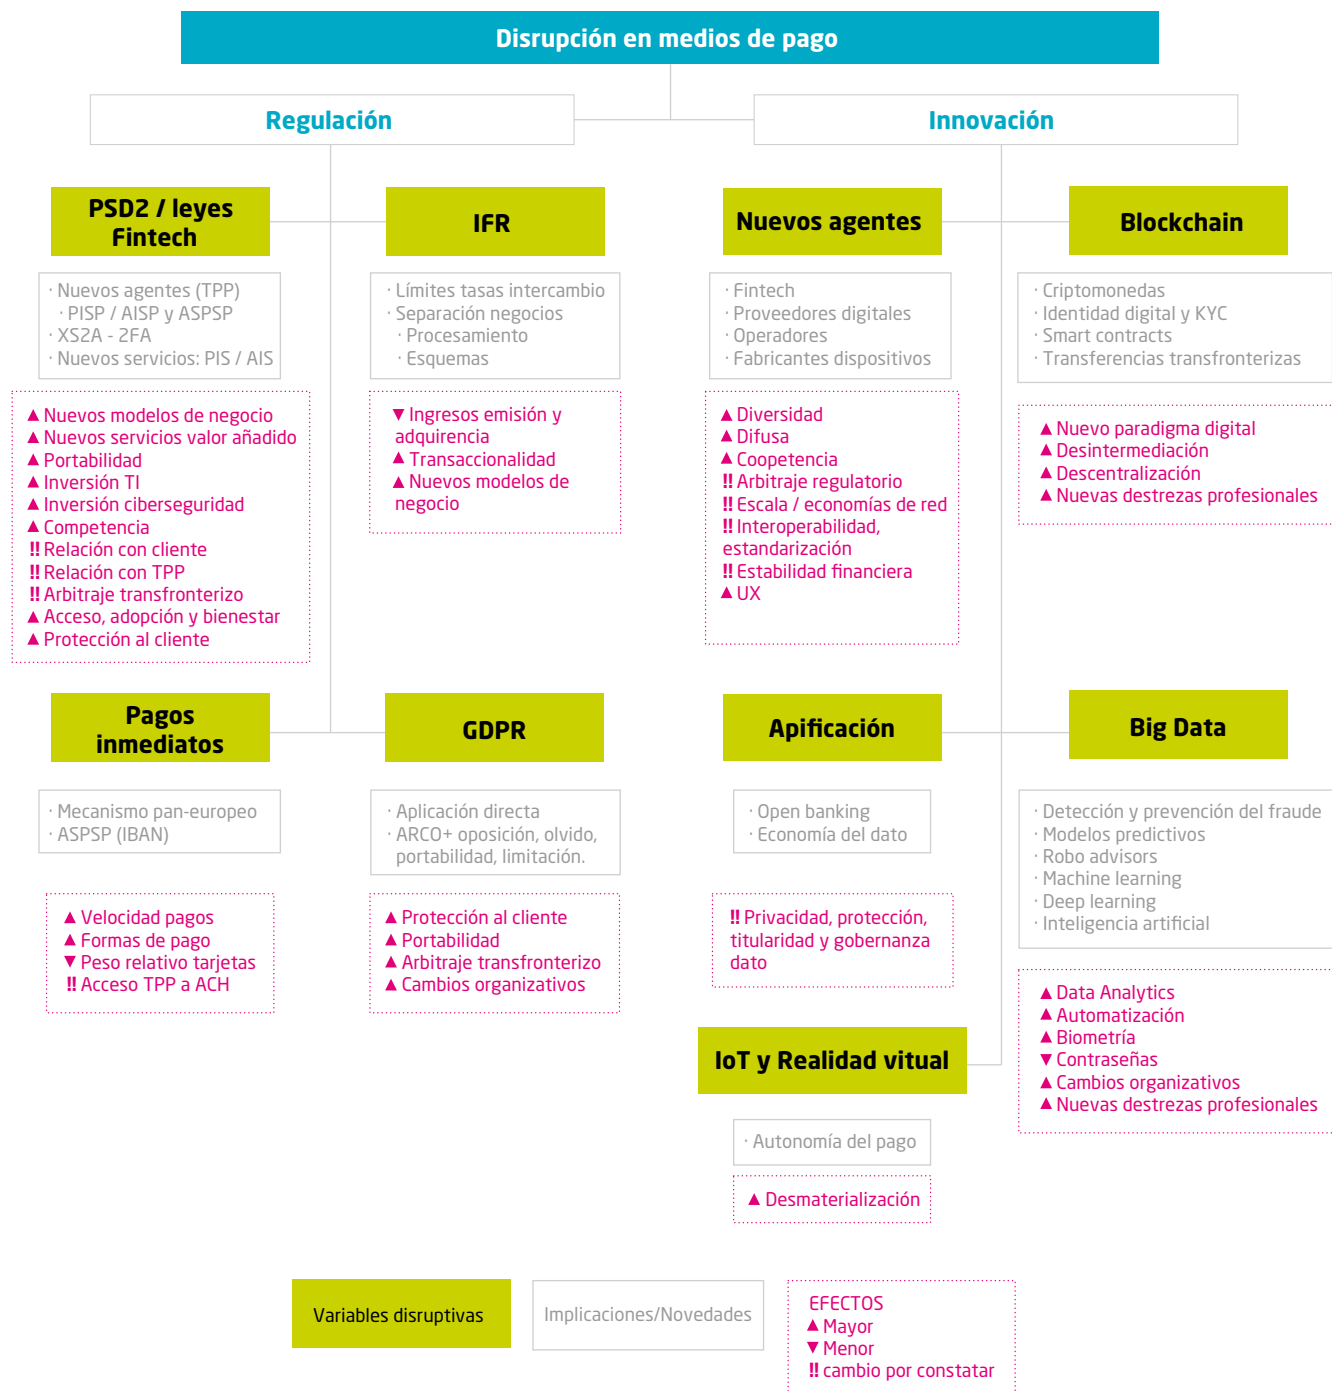 Disrupción en medios de pago
Regulación
Innovación
PSD2 / leyes
Fintech
· Nuevos agentes (TPP)
· PISP / AISP y ASPSP
· XS2A - 2FA
· Nuevos servicios: PIS / AIS
▲ Nuevos modelos de negocio
▲ Nuevos servicios valor añadido
▲ Portabilidad
▲ Inversión TI
▲ Inversión ciberseguridad
▲ Competencia
!! Relación con cliente
!! Relación con TPP
!! Arbitraje transfronterizo
▲ Acceso, adopción y bienestar
▲ Protección al cliente
IFR
· Límites tasas intercambio
· Separación negocios
· Procesamiento
· Esquemas
▼ Ingresos emisión y
adquirencia
▲ Transaccionalidad
▲ Nuevos modelos de
negocio
Nuevos agentes
· Fintech
· Proveedores digitales
· Operadores
· Fabricantes dispositivos
▲ Diversidad
▲ Difusa
▲ Coopetencia
!! Arbitraje regulatorio
!! Escala / economías de red
!! Interoperabilidad,
estandarización
!! Estabilidad financiera
▲ UX
Blockchain
· Criptomonedas
· Identidad digital y KYC
· Smart contracts
· Transferencias transfronterizas
▲ Nuevo paradigma digital
▲ Desintermediación
▲ Descentralización
▲ Nuevas destrezas profesionales
Pagos
inmediatos
· Mecanismo pan-europeo
· ASPSP (IBAN)
▲ Velocidad pagos
▲ Formas de pago
▼ Peso relativo tarjetas
!! Acceso TPP a ACH
GDPR
· Aplicación directa
· ARCO+ oposición, olvido,
portabilidad, limitación.
▲ Protección al cliente
▲ Portabilidad
▲ Arbitraje transfronterizo
▲ Cambios organizativos
Apificación
· Open banking
· Economía del dato
!! Privacidad, protección,
titularidad y gobernanza
dato
Big Data
· Detección y prevención del fraude
· Modelos predictivos
· Robo advisors
· Machine learning
· Deep learning
· Inteligencia artificial
▲ Data Analytics
▲ Automatización
▲ Biometría
▼ Contraseñas
▲ Cambios organizativos
▲ Nuevas destrezas profesionales
IoT y Realidad vitual
· Autonomía del pago
▲ Desmaterialización
Variables disruptivas
Implicaciones/Novedades
EFECTOS
▲ Mayor
▼ Menor
!! cambio por constatar